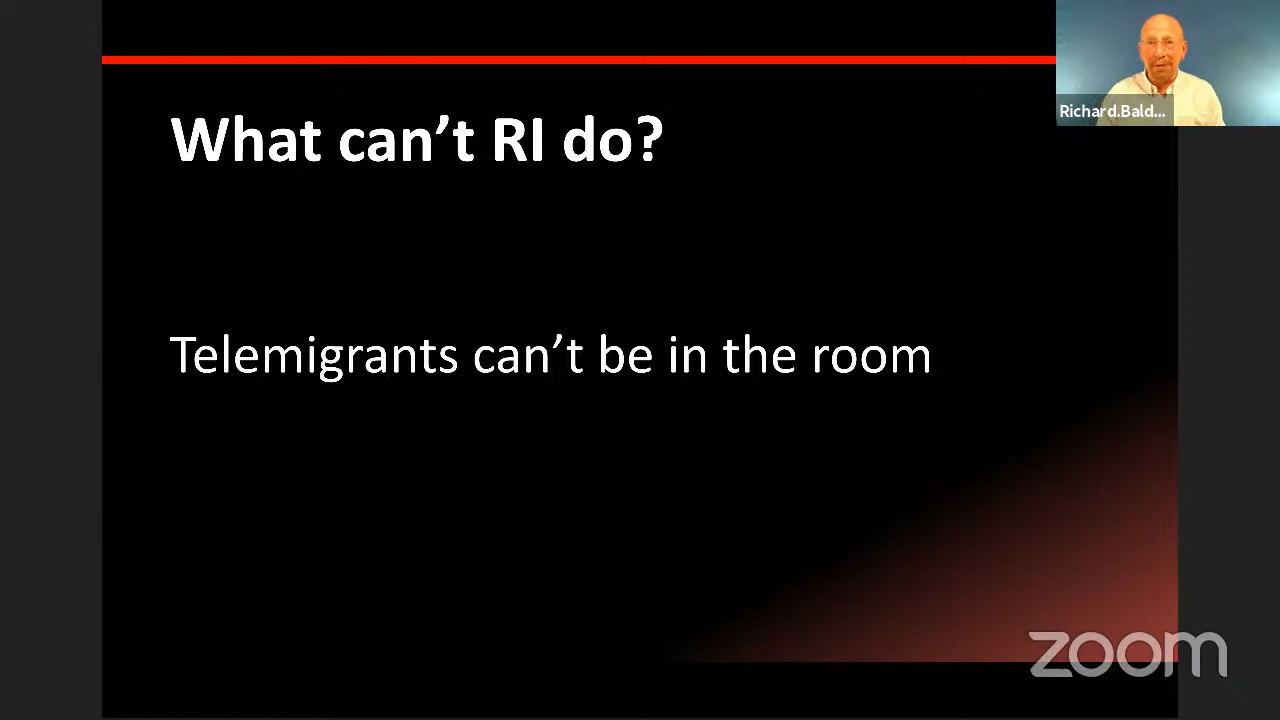 What can’t RI do?
Richard.Bald...
Telemigrants can’t be in the room
zoom